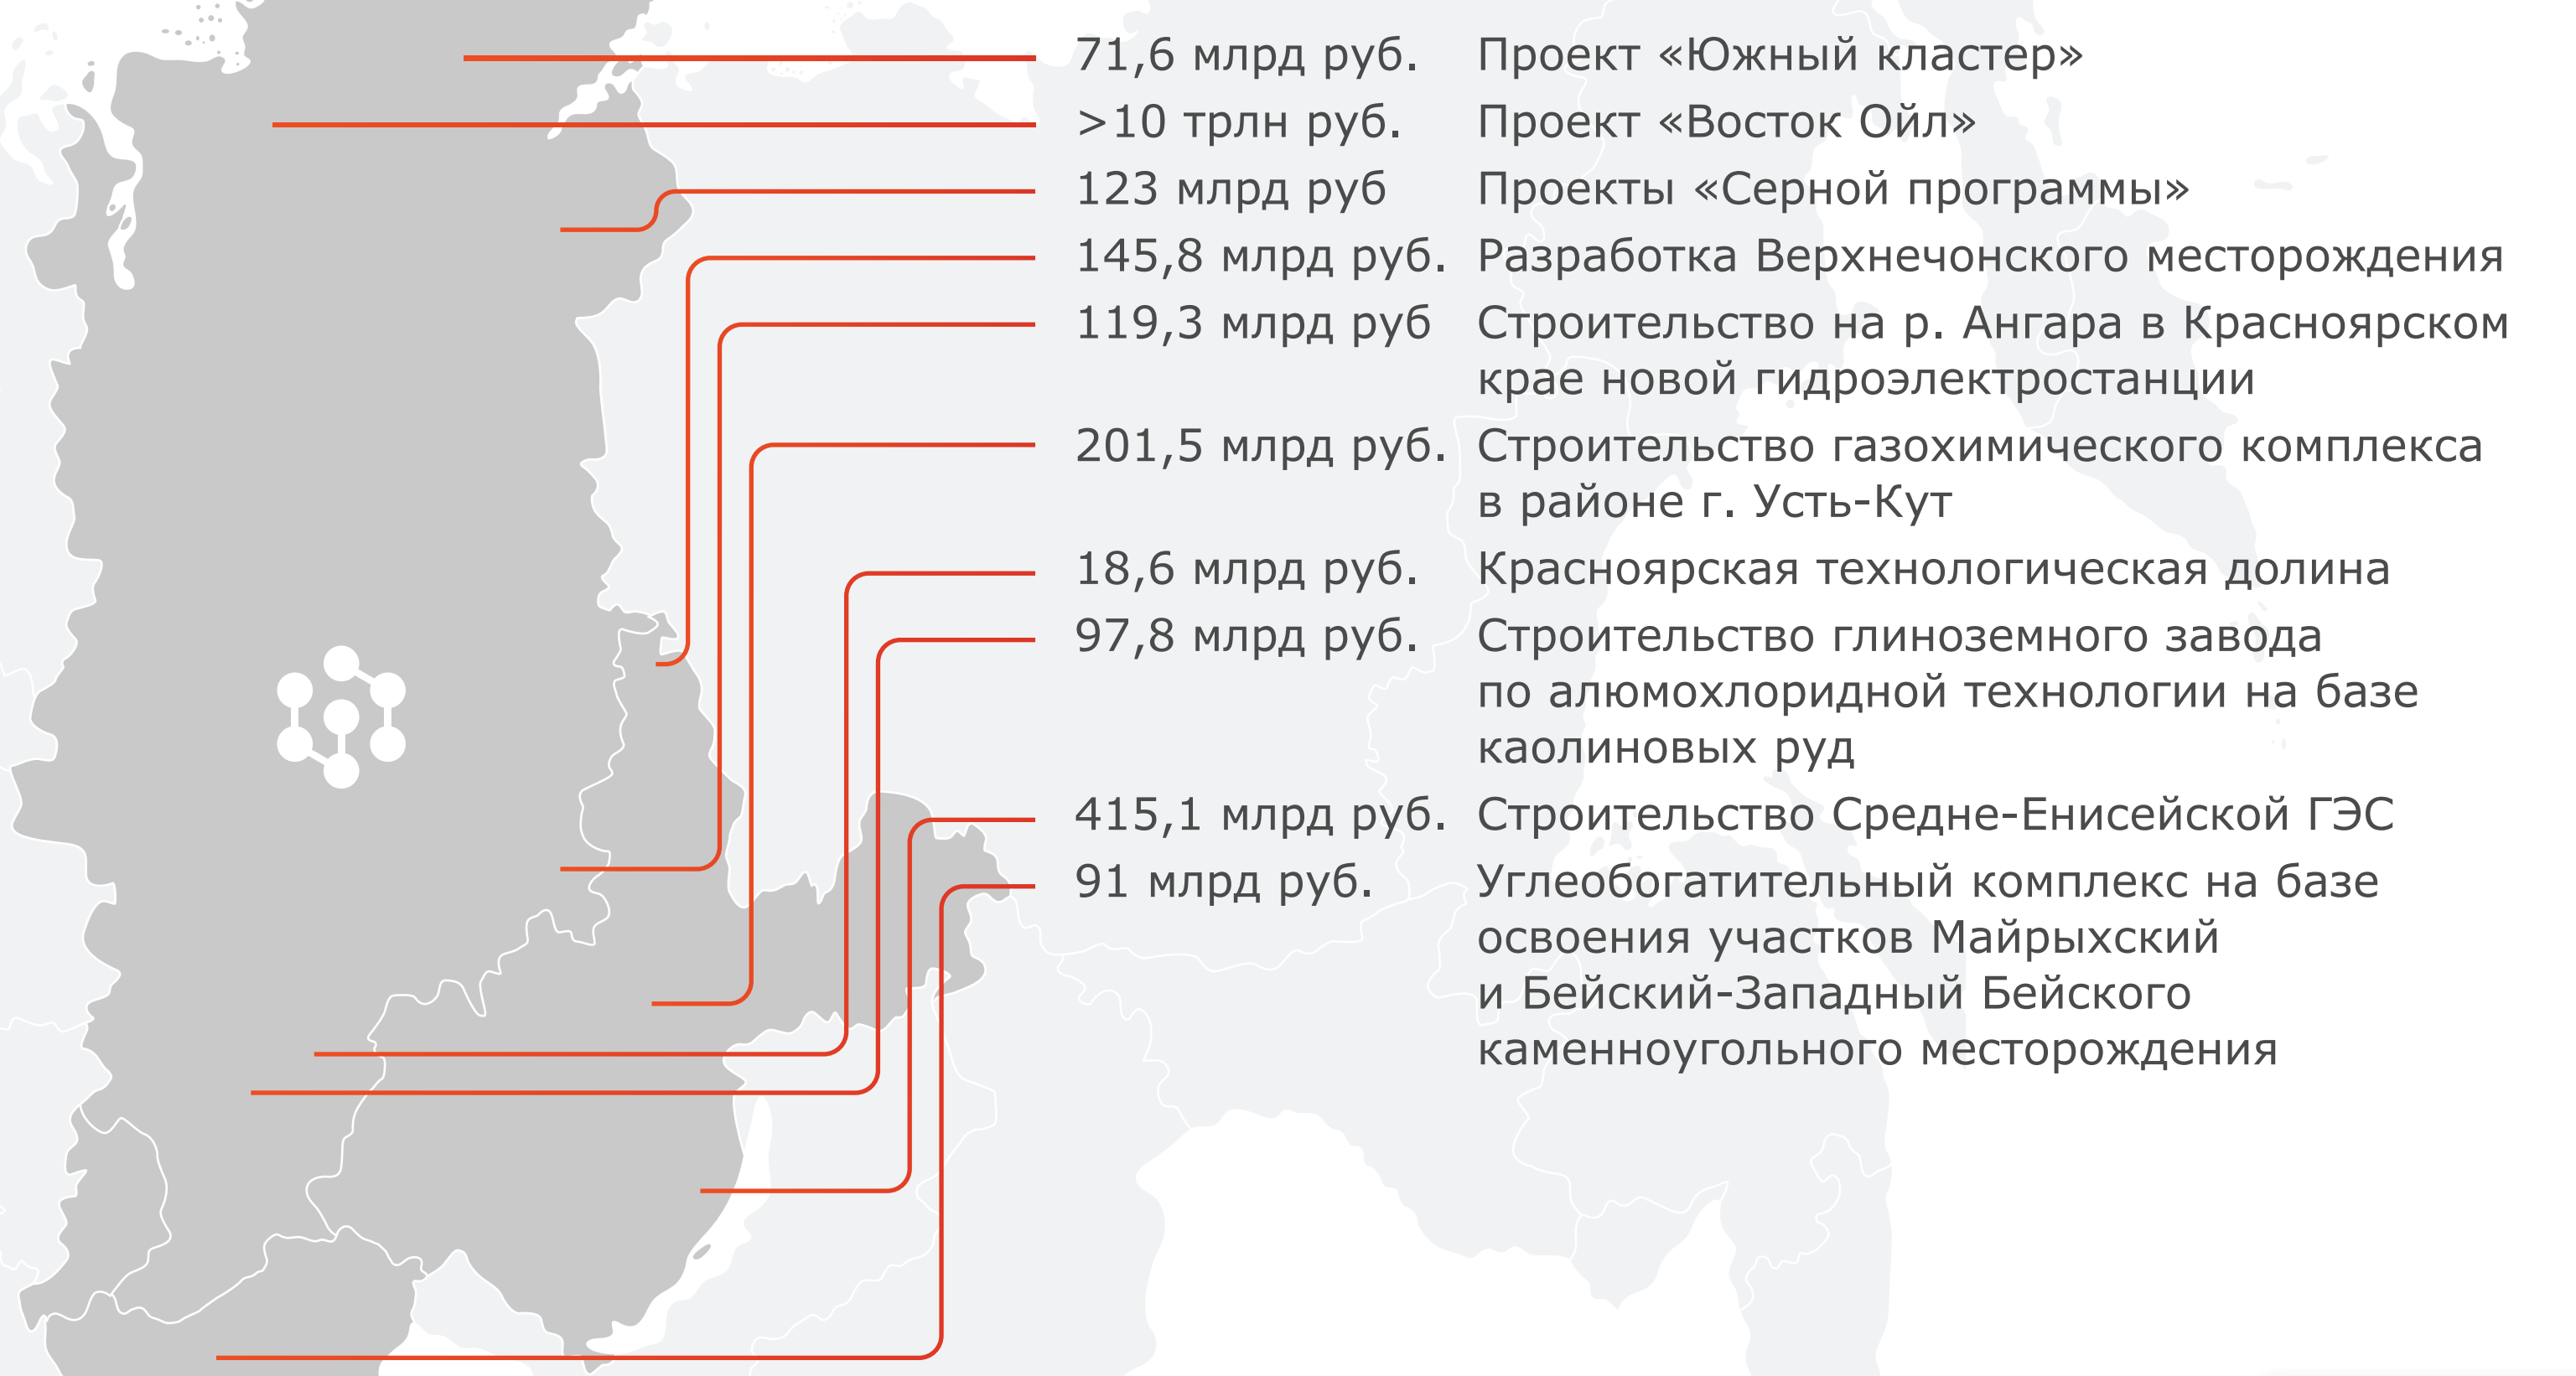 71,6 млрд руб. Проект «Южный кластер»
>10 трлн руб. Проект «Восток Ойл»
123 млрд руб Проекты «Серной программы»
145,8 млрд руб. Разработка Верхнечонского месторождения
119,3 млрд руб Строительство на р. Ангара в Красноярском
крае новой гидроэлектростанции
201,5 млрд руб. Строительство газохимического комплекса
в районе г. Усть-Кут
18,6 млрд руб. Красноярская технологическая долина
97,8 млрд руб. Строительство глиноземного завода
по алюмохлоридной технологии на базе
каолиновых руд
415,1 млрд руб. Строительство Средне-Енисейской ГЭС
91 млрд руб. Углеобогатительный комплекс на базе
освоения участков Майрыхский
и Бейский-Западный Бейского
каменноугольного месторождения